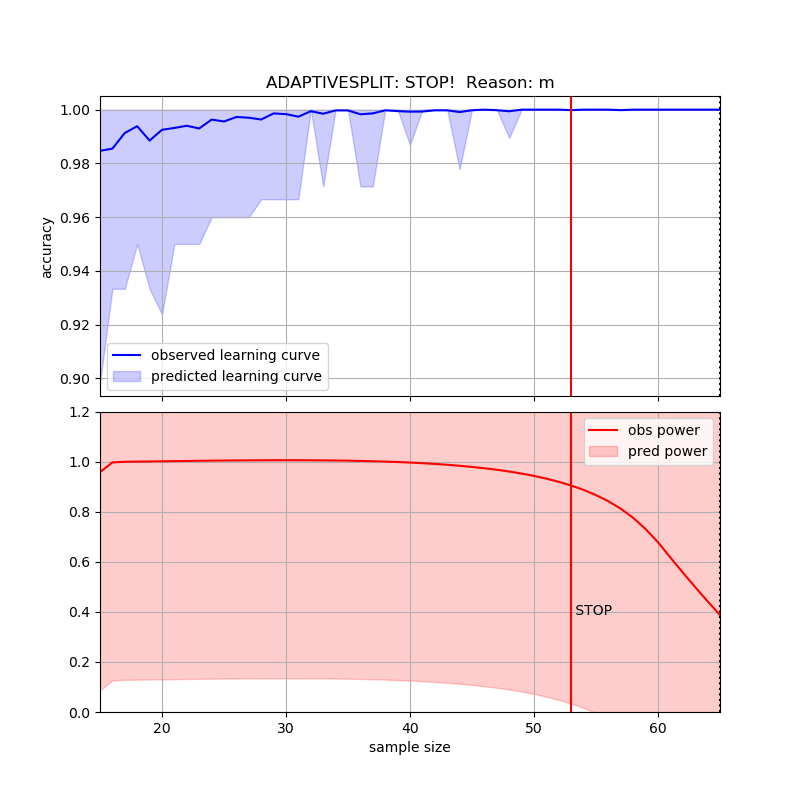 ADAPTIVESPLIT: STOP!  Reason: m
1.00
0.98
0.96
0.94
0.92
0.90
accuracy
observed learning curve
predicted learning curve
1.2
1.0
0.8
0.6
0.4
0.2
0.0
obs power
pred power
STOP
20
30
40
50
60
sample size